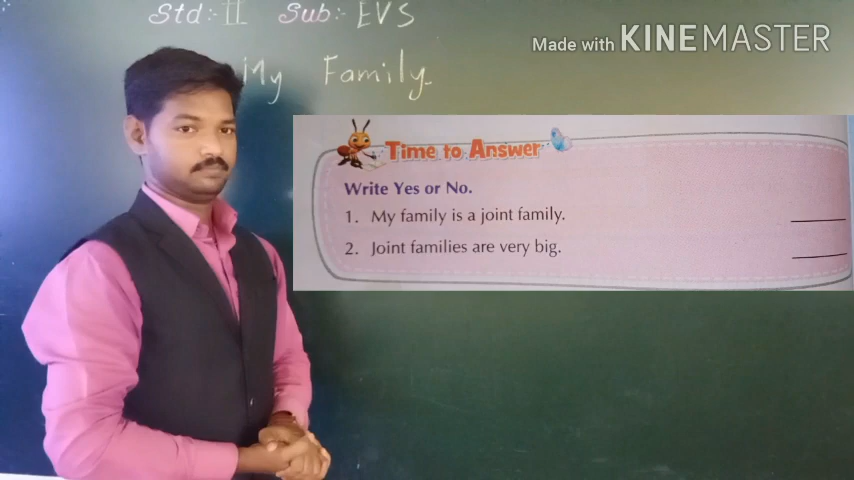 Std:- II Sub:- EVS
Made with KINEMASTER
My Family.
Time to Answer
Write Yes or No.
1. My family is a joint family.
2. Joint families are very big.